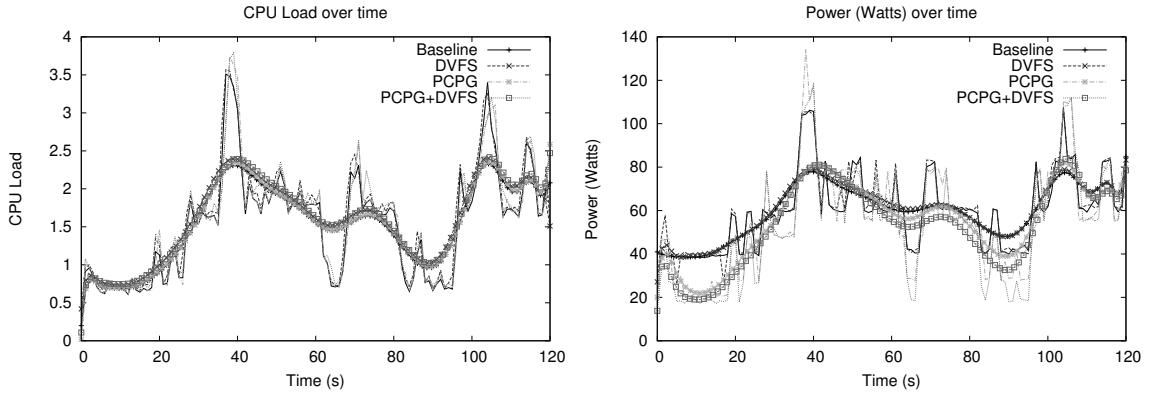 CPU Load over time
4
3.5
3
2.5
2
1.5
1
0.5
0
CPU Load
0 20 40 60 80 100 120
Time (s)
Baseline
DVFS
PCPG
PCPG+DVFS
Power (Watts) over time
140
120
100
80
60
40
20
0
Power (Watts)
0 20 40 60 80 100 120
Time (s)
Baseline
DVFS
PCPG
PCPG+DVFS